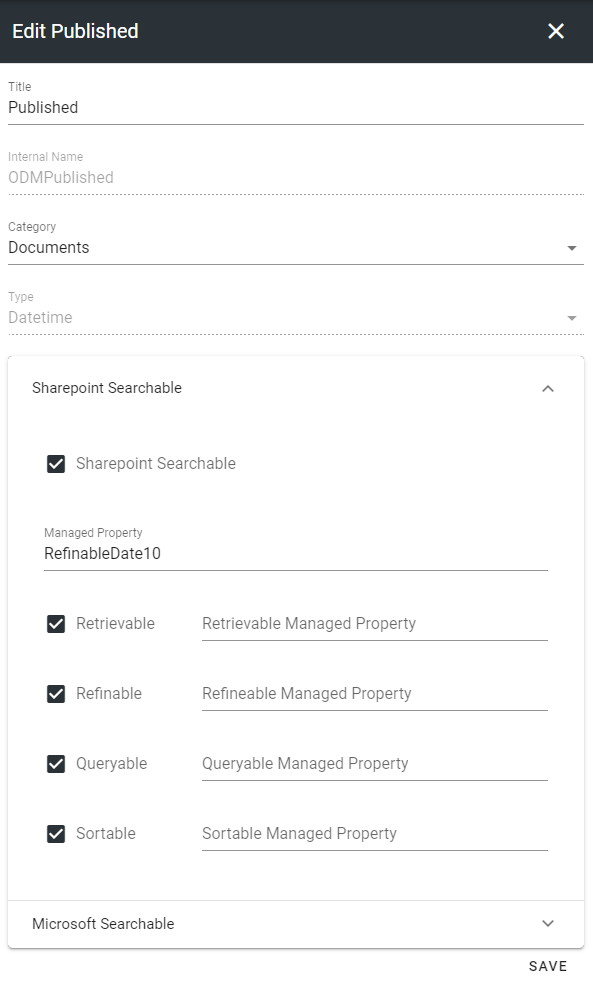 Edit Published
Title
Published
Internal Name
ODMPublished
Category
Documents
Type
Datetime
Sharepoint Searchable
Sharepoint Searchable
Managed Property
RefinableDate10
Retrievable Retrievable Managed Property
Refinable Refineable Managed Property
Queryable Queryable Managed Property
Sortable Sortable Managed Property
Microsoft Searchable
SAVE